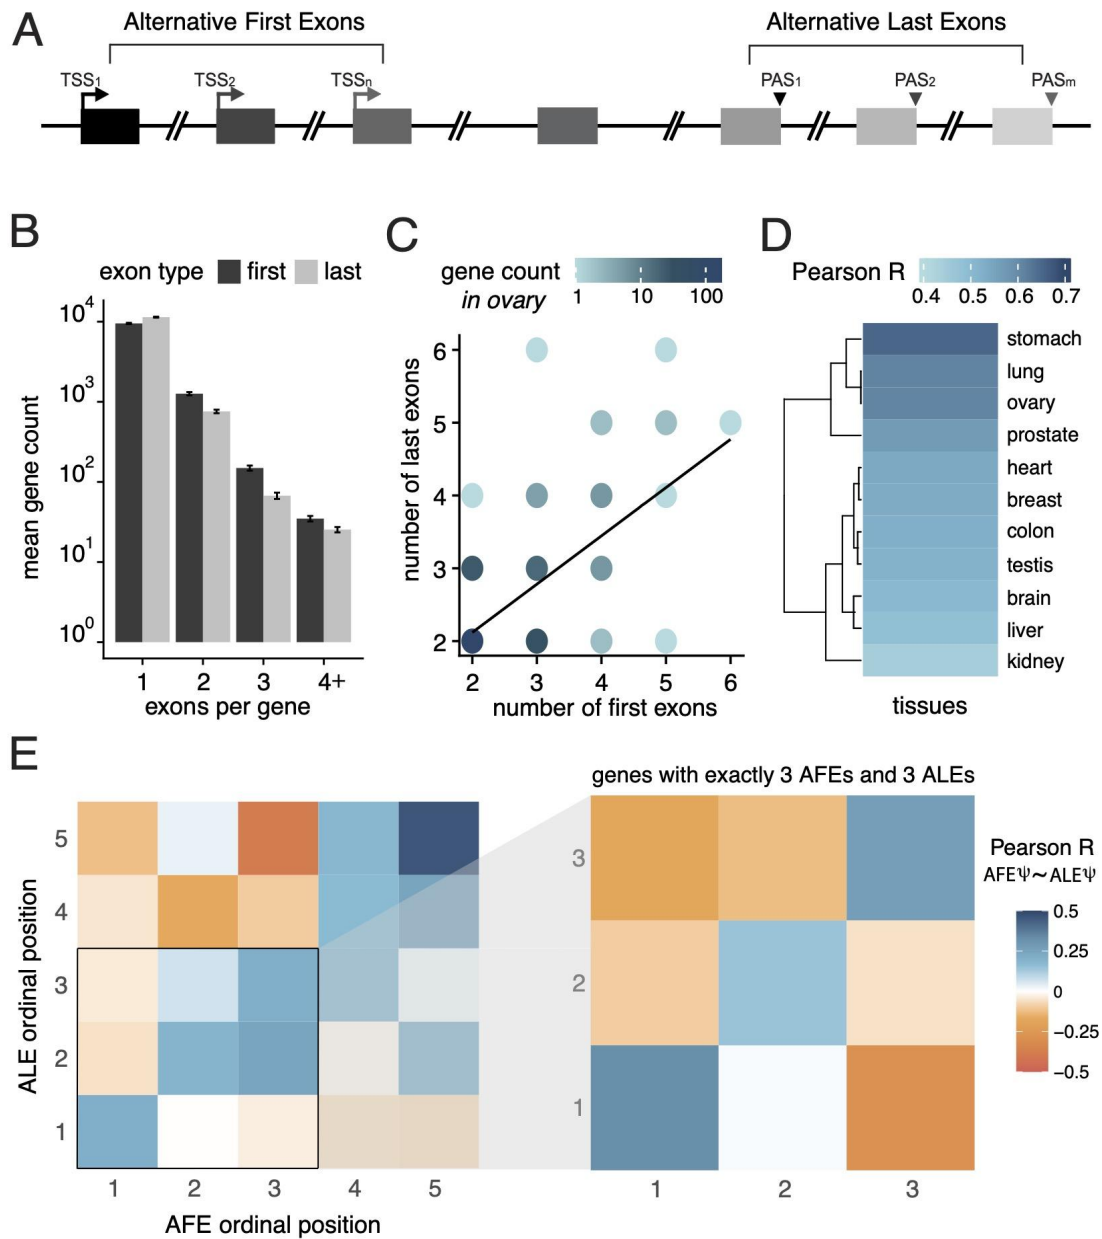 A
Alternative First Exons
Alternative Last Exons
TSS1
TSS2
TSSn
PAS1
PAS2
PASm
B
exon type first last
10^4
10^3
10^2
10^1
10^0
mean gene count
1 2 3 4+
exons per gene
C
gene count
in ovary
1 10 100
6
5
4
3
2
number of last exons
2 3 4 5 6
number of first exons
D
Pearson R
0.4 0.5 0.6 0.7
stomach
lung
ovary
prostate
heart
breast
colon
testis
brain
liver
kidney
tissues
E
5
4
3
2
1
ALE ordinal position
1 2 3 4 5
AFE ordinal position
genes with exactly 3 AFEs and 3 ALEs
3
2
1
1 2 3
Pearson R
AFEψ~ALEψ
0.5
0.25
0
−0.25
−0.5